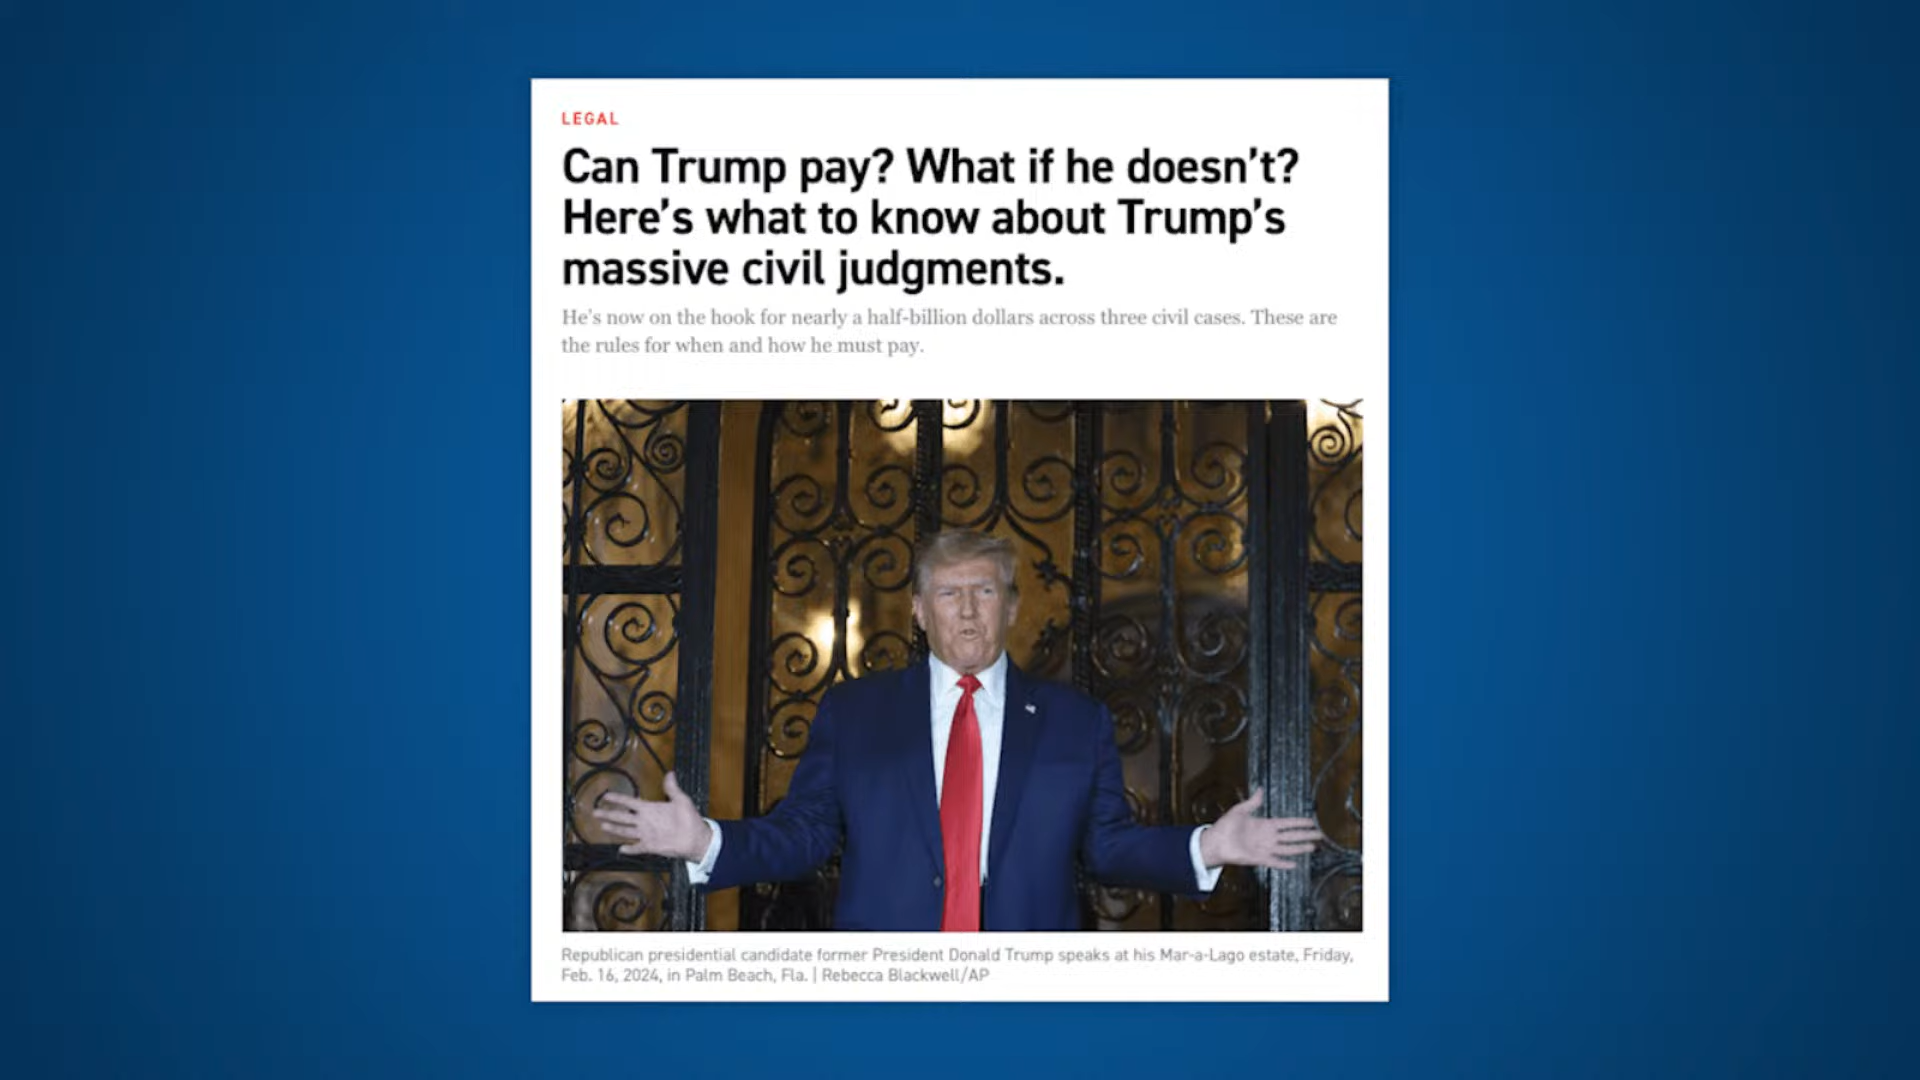 LEGAL
Can Trump pay? What if he doesn’t?
Here’s what to know about Trump’s
massive civil judgments.
He’s now on the hook for nearly a half-billion dollars across three civil cases. These are
the rules for when and how he must pay.
Republican presidential candidate former President Donald Trump speaks at his Mar-a-Lago estate, Friday,
Feb. 16, 2024, in Palm Beach, Fla. | Rebecca Blackwell/AP